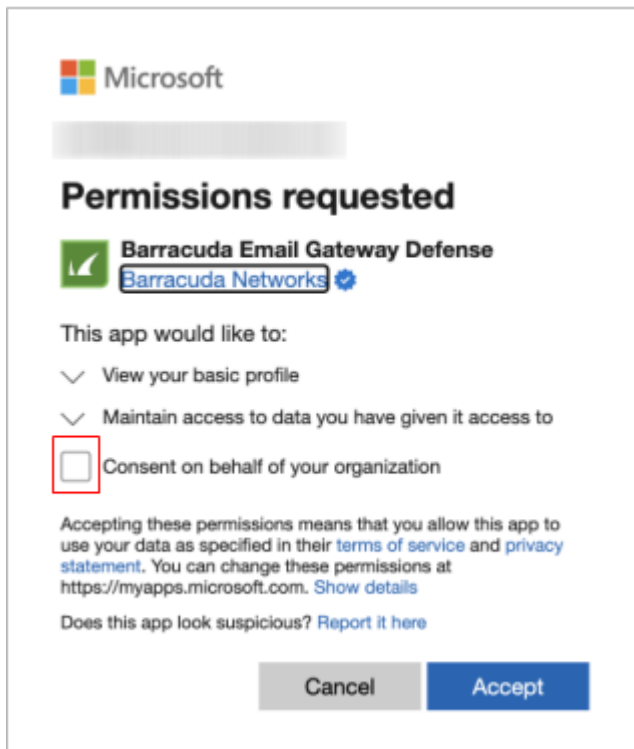 Microsoft
Permissions requested
Barracuda Email Gateway Defense
Barracuda Networks
This app would like to:
View your basic profile
Maintain access to data you have given it access to
Consent on behalf of your organization
Accepting these permissions means that you allow this app to
use your data as specified in their terms of service and privacy
statement. You can change these permissions at
https://myapps.microsoft.com. Show details
Does this app look suspicious? Report it here
Cancel Accept